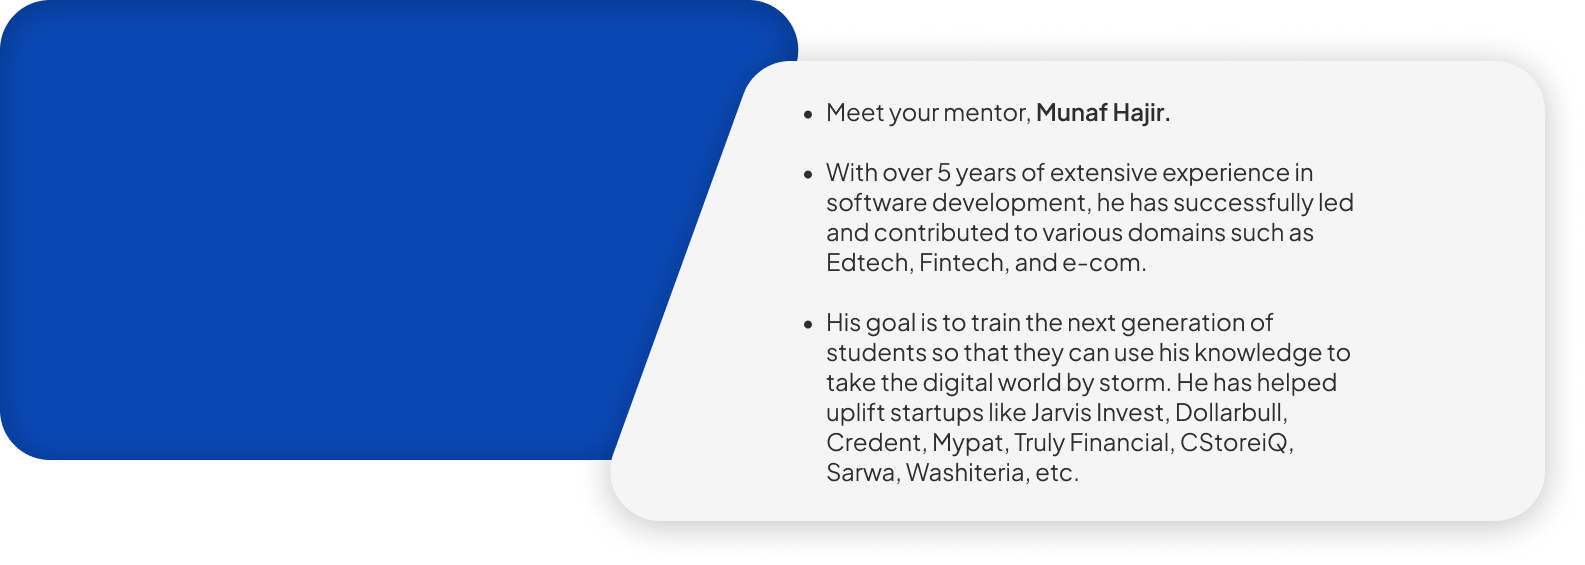 • Meet your mentor, Munaf Hajir.
• With over 5 years of extensive experience in
software development, he has successfully led
and contributed to various domains such as
Edtech, Fintech, and e-com.
• His goal is to train the next generation of
students so that they can use his knowledge to
take the digital world by storm. He has helped
uplift startups like Jarvis Invest, Dollarbull,
Credent, Mypat, Truly Financial, CStoreiQ,
Sarwa, Washiteria, etc.